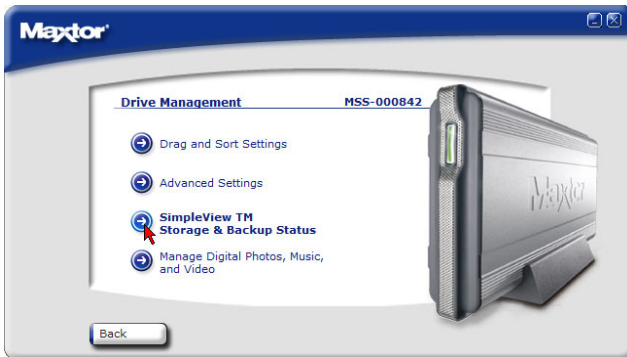 Maxtor
Drive Management MSS-000842
Drag and Sort Settings
Advanced Settings
SimpleView TM
Storage & Backup Status
Manage Digital Photos, Music,
and Video
Maxtor
Back